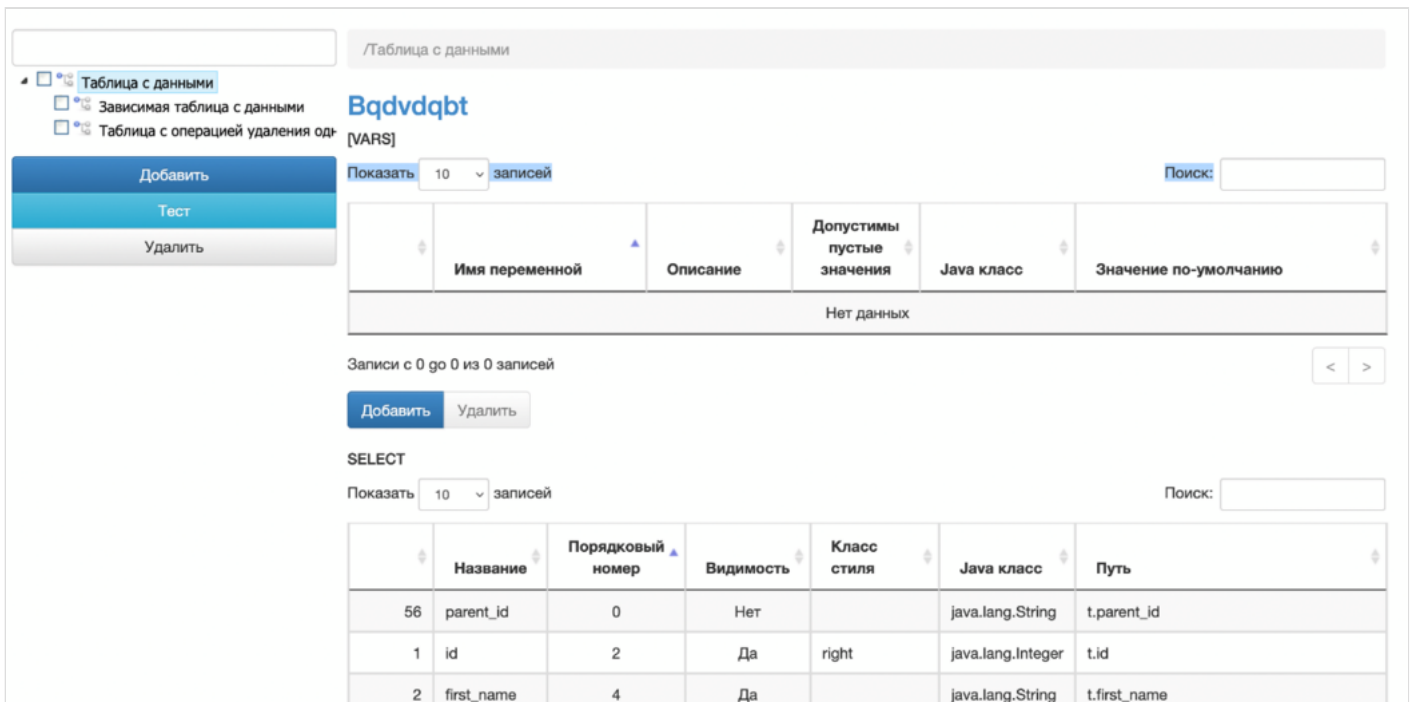 /Таблица с данными
Таблица с данными
Зависимая таблица с данными
Таблица с операцией удаления одн
Добавить
Тест
Удалить
Bqdvdqbt
[VARS]
Показать 10 записей Поиск:
Имя переменной Описание Допустимы пустые значения Java класс Значение по-умолчанию
Нет данных
Записи с 0 до 0 из 0 записей < >
Добавить Удалить
SELECT
Показать 10 записей Поиск:
Название Порядковый номер Видимость Класс стиля Java класс Путь
56 parent_id 0 Нет java.lang.String t.parent_id
1 id 2 Да right java.lang.Integer t.id
2 first_name 4 Да java.lang.String t.first_name